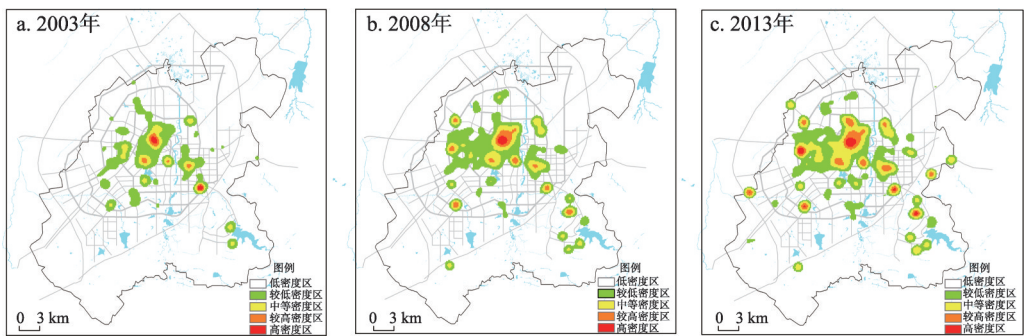 a. 2003年
图例
低密度区
较低密度区
中等密度区
较高密度区
高密度区
0 3 km
b. 2008年
图例
低密度区
较低密度区
中等密度区
较高密度区
高密度区
0 3 km
c. 2013年
图例
低密度区
较低密度区
中等密度区
较高密度区
高密度区
0 3 km